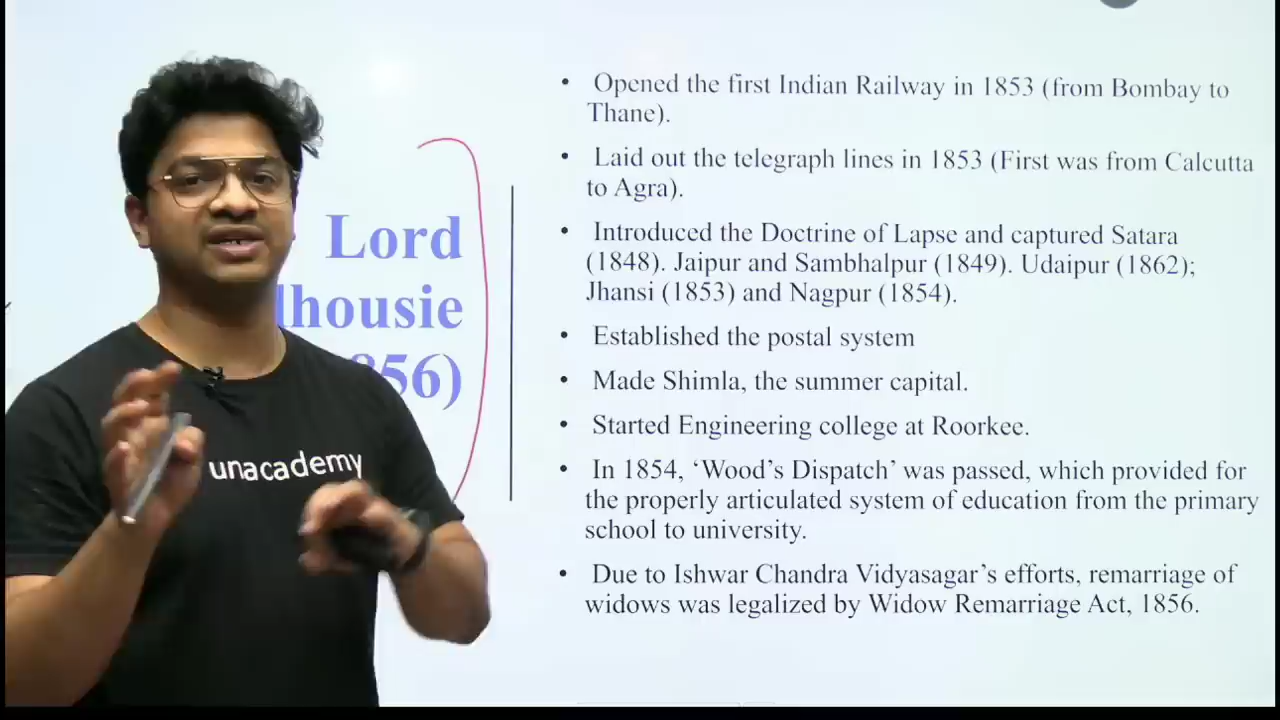 Lord
lhousie
856)
unacademy
• Opened the first Indian Railway in 1853 (from Bombay to
Thane).
• Laid out the telegraph lines in 1853 (First was from Calcutta
to Agra).
• Introduced the Doctrine of Lapse and captured Satara
(1848). Jaipur and Sambhalpur (1849). Udaipur (1862);
Jhansi (1853) and Nagpur (1854).
• Established the postal system
• Made Shimla, the summer capital.
• Started Engineering college at Roorkee.
• In 1854, ‘Wood’s Dispatch’ was passed, which provided for
the properly articulated system of education from the primary
school to university.
• Due to Ishwar Chandra Vidyasagar’s efforts, remarriage of
widows was legalized by Widow Remarriage Act, 1856.